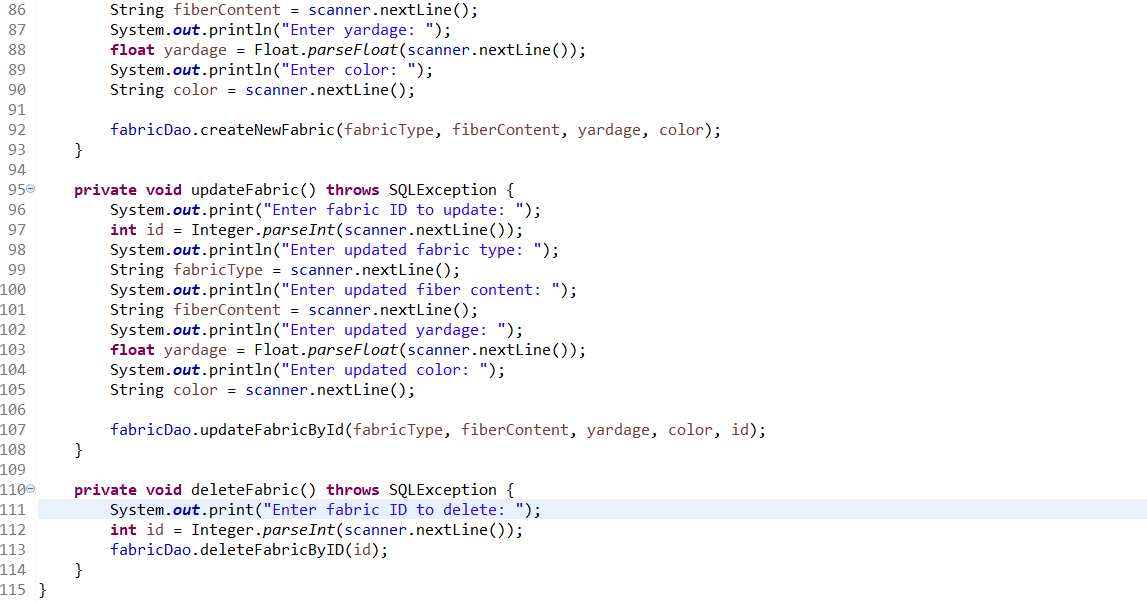 86 String fiberContent = scanner.nextLine();
87 System.out.println("Enter yardage: ");
88 float yardage = Float.parseFloat(scanner.nextLine());
89 System.out.println("Enter color: ");
90 String color = scanner.nextLine();
91
92 fabricDao.createNewFabric(fabricType, fiberContent, yardage, color);
93 }
94
95 private void updateFabric() throws SQLException {
96 System.out.print("Enter fabric ID to update: ");
97 int id = Integer.parseInt(scanner.nextLine());
98 System.out.println("Enter updated fabric type: ");
99 String fabricType = scanner.nextLine();
100 System.out.println("Enter updated fiber content: ");
101 String fiberContent = scanner.nextLine();
102 System.out.println("Enter updated yardage: ");
103 float yardage = Float.parseFloat(scanner.nextLine());
104 System.out.println("Enter updated color: ");
105 String color = scanner.nextLine();
106
107 fabricDao.updateFabricById(fabricType, fiberContent, yardage, color, id);
108 }
109
110 private void deleteFabric() throws SQLException {
111 System.out.print("Enter fabric ID to delete: ");
112 int id = Integer.parseInt(scanner.nextLine());
113 fabricDao.deleteFabricByID(id);
114 }
115 }